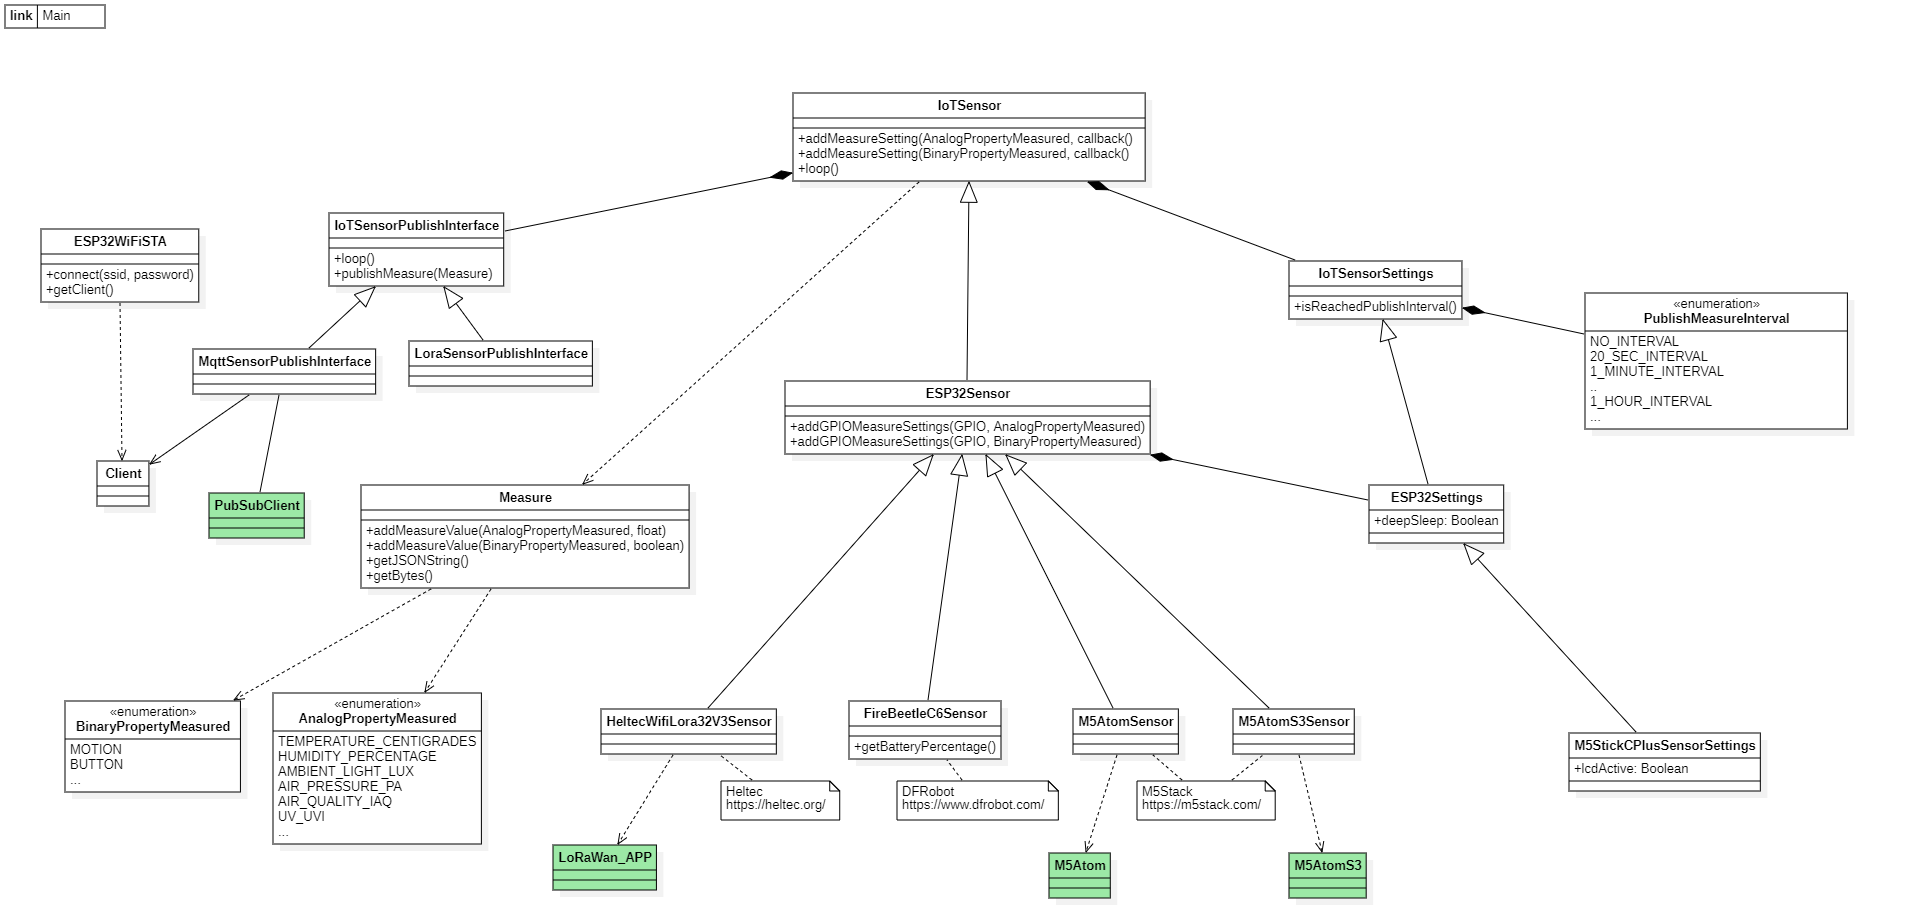 link Main
IoTSensor
+addMeasureSetting(AnalogPropertyMeasured, callback()
+addMeasureSetting(BinaryPropertyMeasured, callback()
+loop()
IoTSensorPublishInterface
+loop()
+publishMeasure(Measure)
ESP32WiFiSTA
+connect(ssid, password)
+getClient()
IoTSensorSettings
+isReachedPublishInterval()
«enumeration»
PublishMeasureInterval
NO_INTERVAL
20_SEC_INTERVAL
1_MINUTE_INTERVAL
..
1_HOUR_INTERVAL
...
MqttSensorPublishInterface
LoraSensorPublishInterface
ESP32Sensor
+addGPIOMeasureSettings(GPIO, AnalogPropertyMeasured)
+addGPIOMeasureSettings(GPIO, BinaryPropertyMeasured)
Client
PubSubClient
Measure
+addMeasureValue(AnalogPropertyMeasured, float)
+addMeasureValue(BinaryPropertyMeasured, boolean)
+getJSONString()
+getBytes()
ESP32Settings
+deepSleep: Boolean
«enumeration»
BinaryPropertyMeasured
MOTION
BUTTON
...
«enumeration»
AnalogPropertyMeasured
TEMPERATURE_CENTIGRADES
HUMIDITY_PERCENTAGE
AMBIENT_LIGHT_LUX
AIR_PRESSURE_PA
AIR_QUALITY_IAQ
UV_UVI
...
HeltecWifiLora32V3Sensor
FireBeetleC6Sensor
+getBatteryPercentage()
M5AtomSensor
M5AtomS3Sensor
M5StickCPlusSensorSettings
+lcdActive: Boolean
Heltec
https://heltec.org/
DFRobot
https://www.dfrobot.com/
M5Stack
https://m5stack.com/
LoRaWan_APP
M5Atom
M5AtomS3